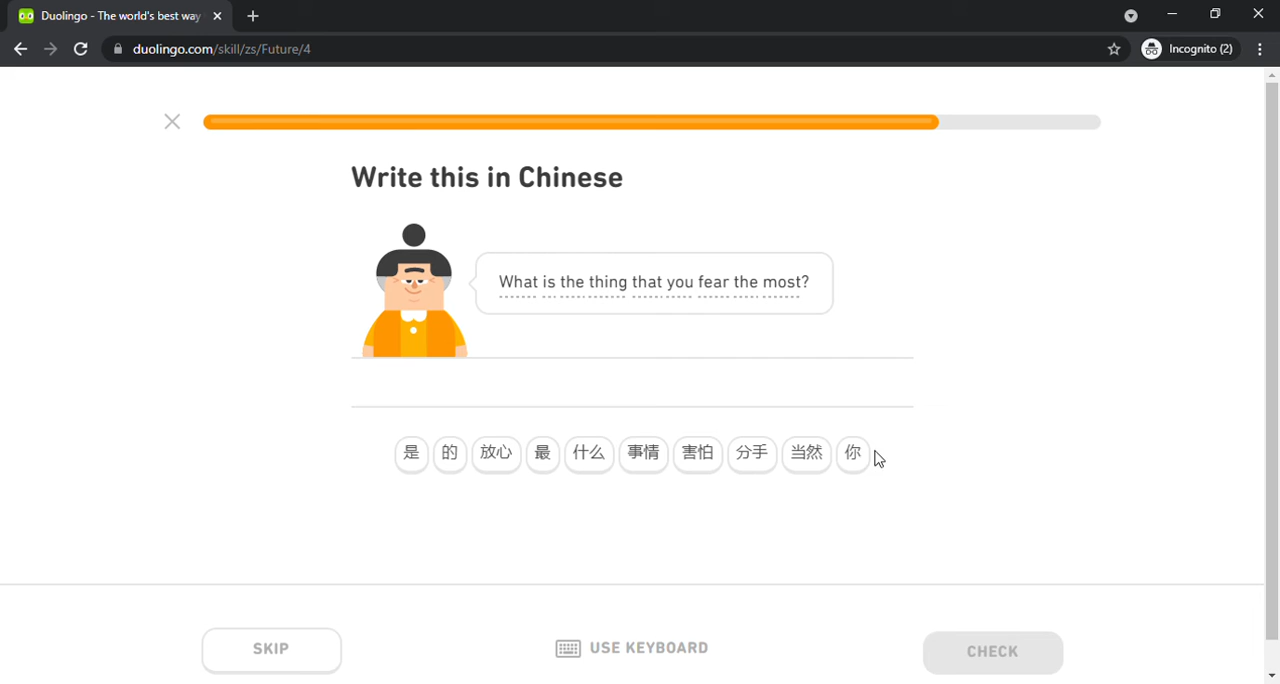 Duolingo - The world's best way
duolingo.com/skill/zs/Future/4
Incognito (2)
Write this in Chinese
What is the thing that you fear the most?
是 的 放心 最 什么 事情 害怕 分手 当然 你
SKIP
USE KEYBOARD
CHECK